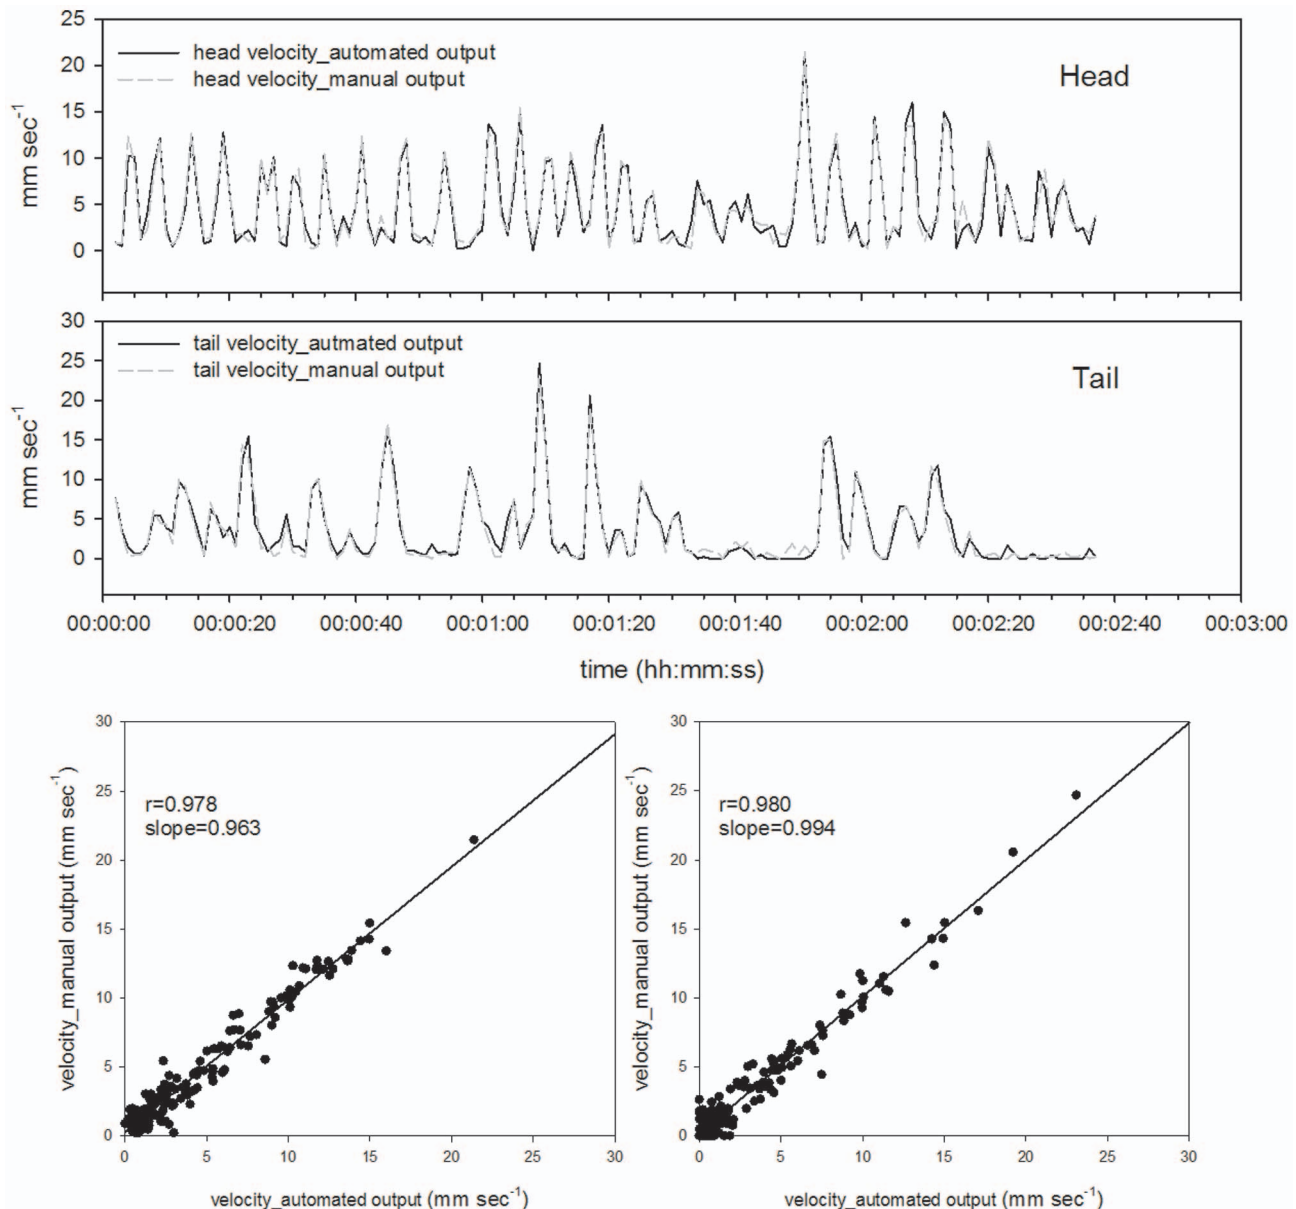 25
20
15
10
5
0
mm sec-1
head velocity_automated output
head velocity_manual output
Head
30
25
20
15
10
5
0
mm sec-1
tail velocity_autmated output
tail velocity_manual output
Tail
00:00:00 00:00:20 00:00:40 00:01:00 00:01:20 00:01:40 00:02:00 00:02:20 00:02:40 00:03:00
time (hh:mm:ss)
30
25
20
15
10
5
0
velocity_manual output (mm sec-1)
r=0.978
slope=0.963
0 5 10 15 20 25 30
velocity_automated output (mm sec-1)
30
25
20
15
10
5
0
velocity_manual output (mm sec-1)
r=0.980
slope=0.994
0 5 10 15 20 25 30
velocity_automated output (mm sec-1)